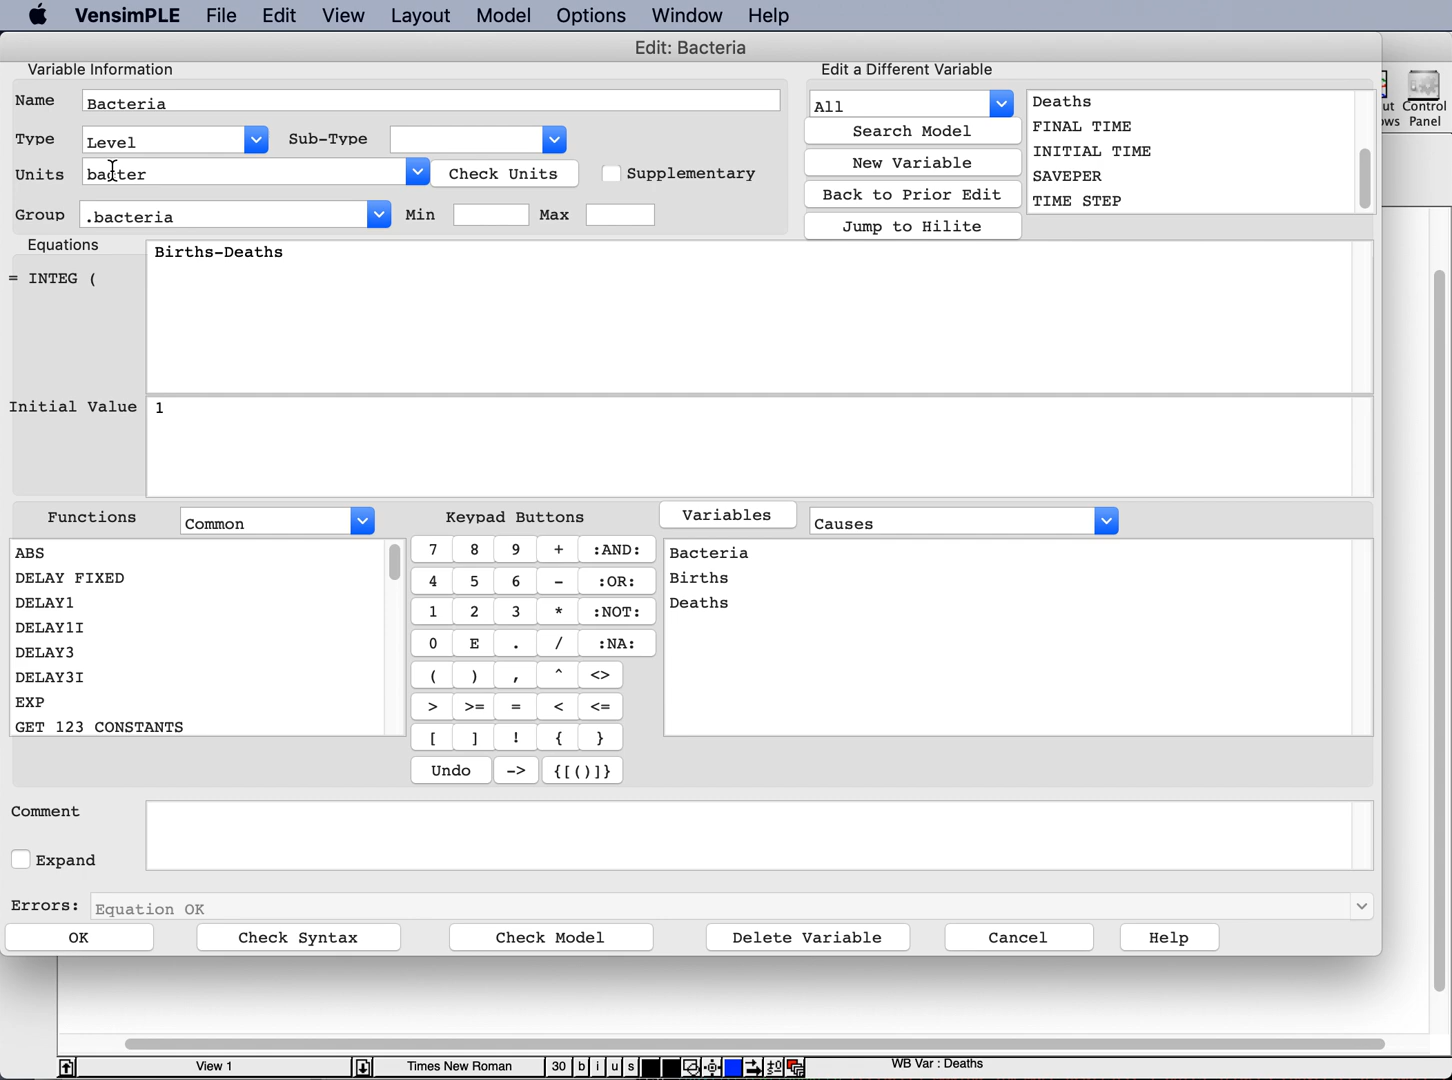 VensimPLE File Edit View Layout Model Options Window Help
Edit: Bacteria
Variable Information
Edit a Different Variable
Name Bacteria
Type Level Sub-Type
Units bacter Check Units Supplementary
Group .bacteria Min Max
All
Search Model
New Variable
Back to Prior Edit
Jump to Hilite
Deaths
FINAL TIME
INITIAL TIME
SAVEPER
TIME STEP
ut Control
ws Panel
Equations
= INTEG (
Births-Deaths
Initial Value 1
Functions Common
Keypad Buttons
Variables Causes
ABS
DELAY FIXED
DELAY1
DELAY1I
DELAY3
DELAY3I
EXP
GET 123 CONSTANTS
7 8 9 + :AND:
4 5 6 - :OR:
1 2 3 * :NOT:
0 E . / :NA:
( ) , ^ <>
> >= = < <=
[ ] ! { }
Undo -> {[()]}
Bacteria
Births
Deaths
Comment
Expand
Errors: Equation OK
OK Check Syntax Check Model Delete Variable Cancel Help
View 1 Times New Roman 30 b i u s WB Var : Deaths